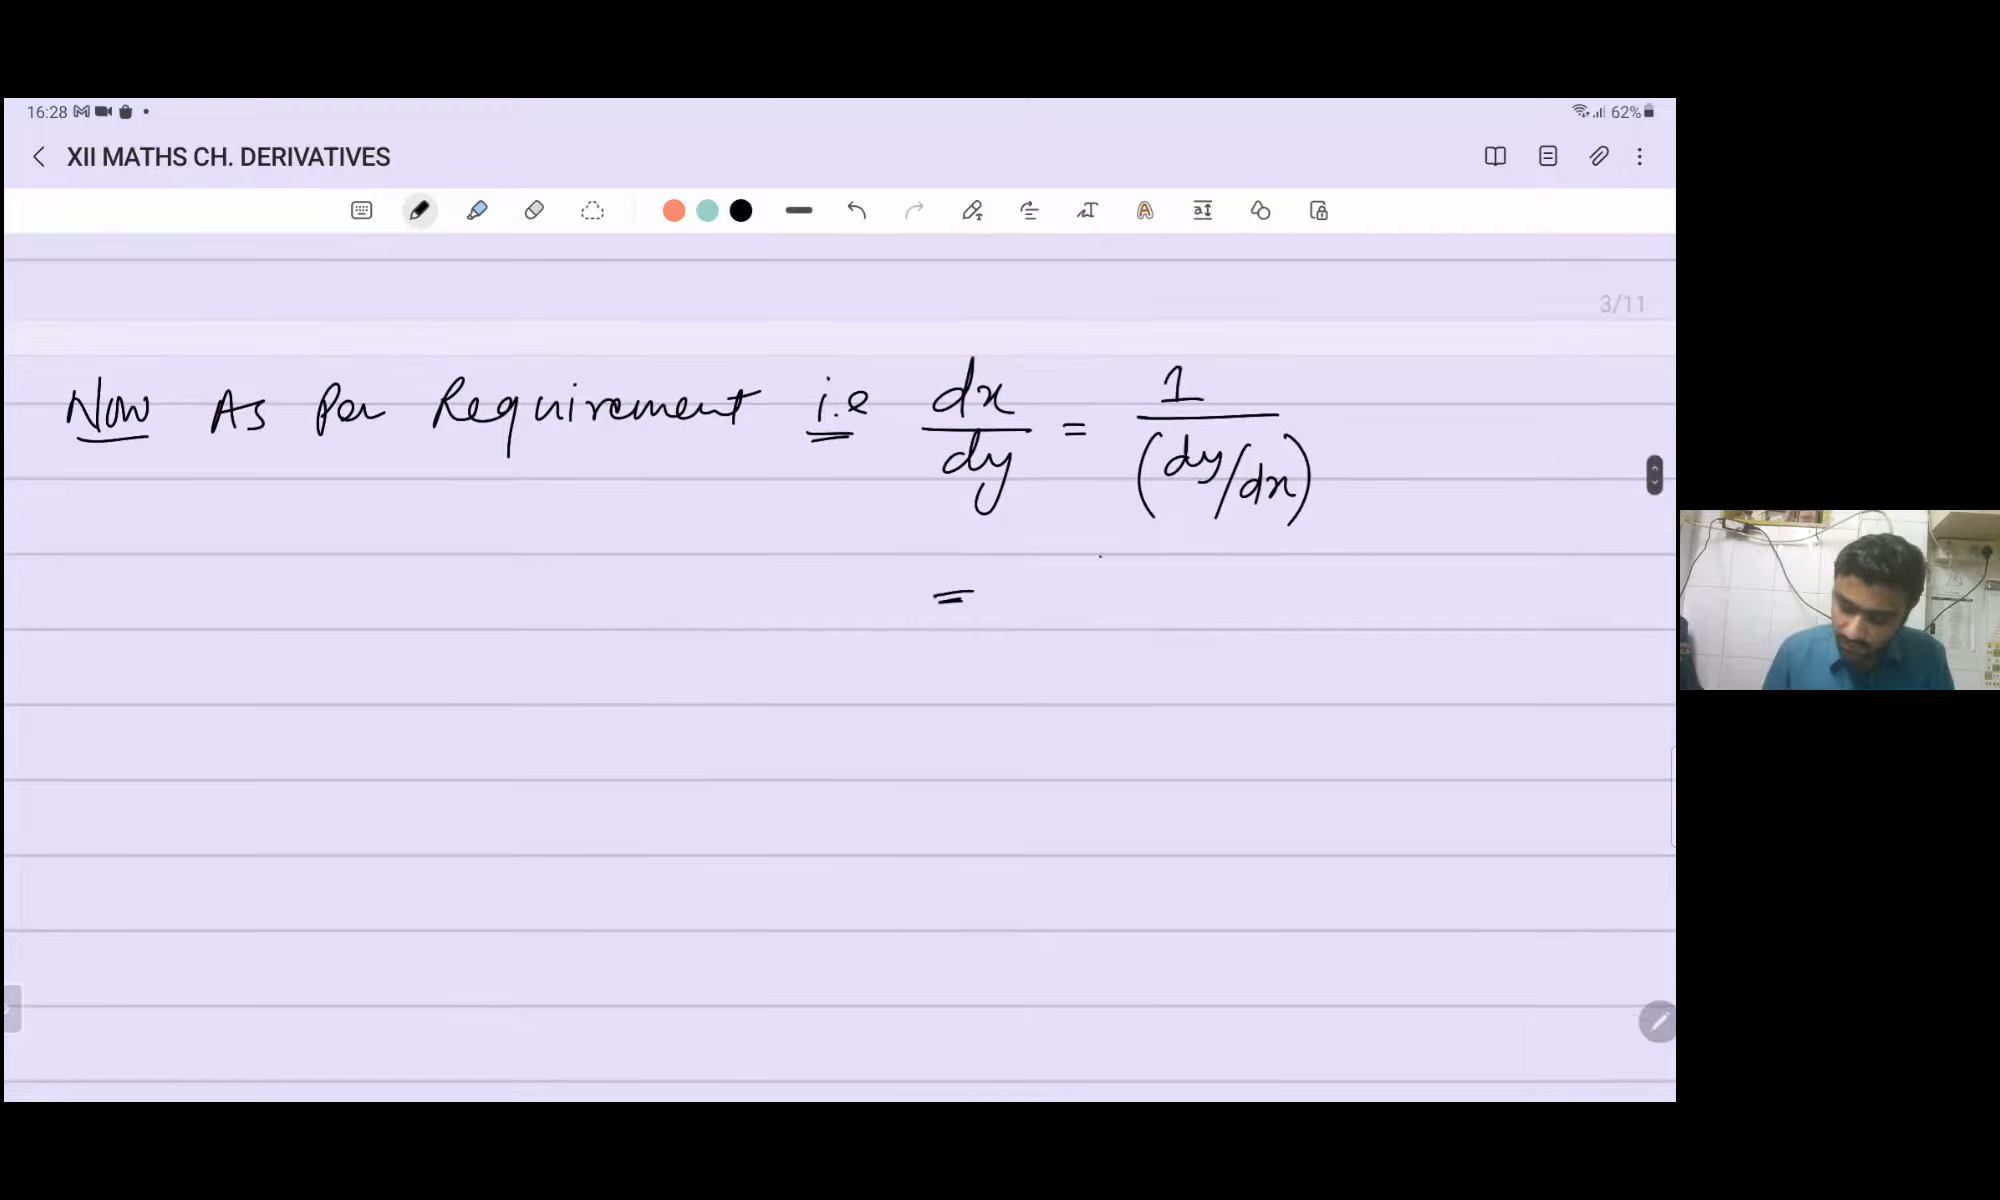 16:28
62%
XII MATHS CH. DERIVATIVES
3/11
Now As Per Requirement i.e dx/dy = 1/(dy/dx)
=